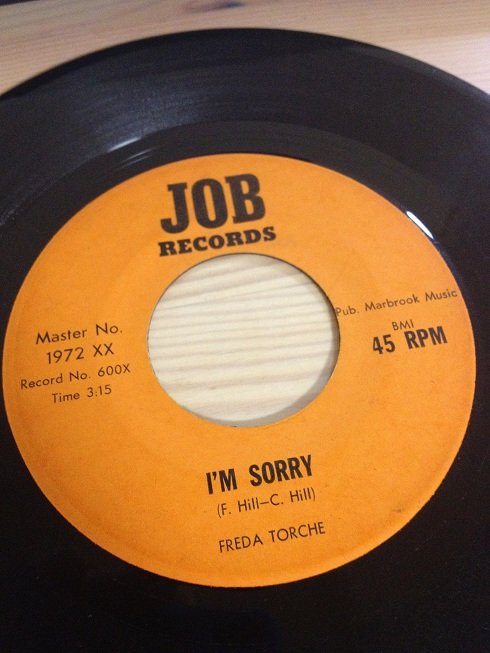 JOB
RECORDS
Master No.
1972 XX
Record No. 600X
Time 3:15
Pub. Marbrook Music
BMI
45 RPM
I'M SORRY
(F. Hill–C. Hill)
FREDA TORCHE